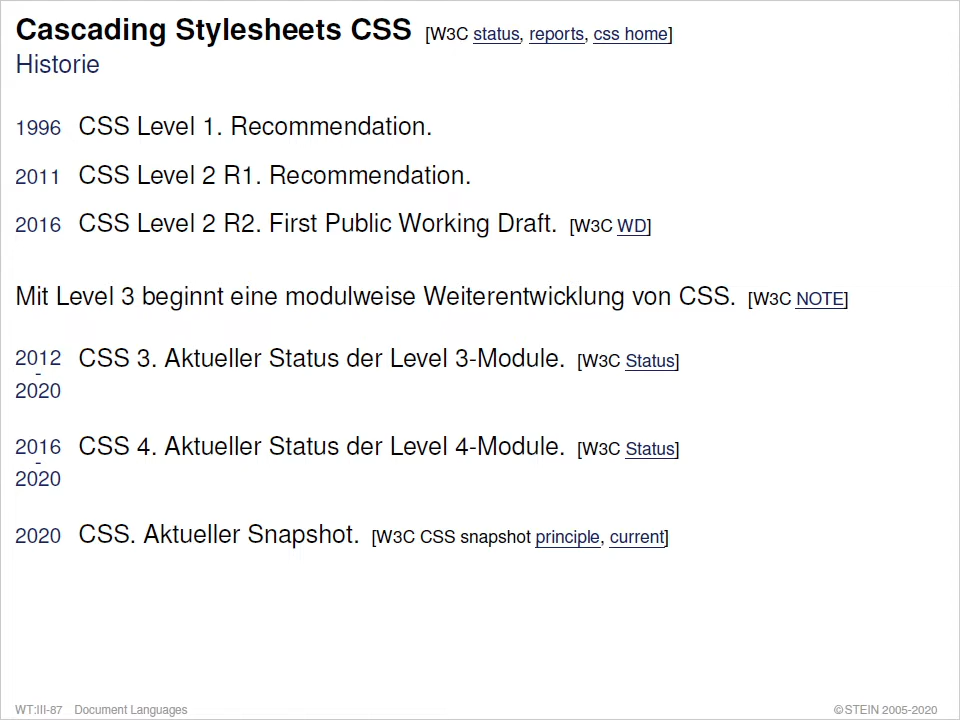 Cascading Stylesheets CSS [W3C status, reports, css home]
Historie
1996 CSS Level 1. Recommendation.
2011 CSS Level 2 R1. Recommendation.
2016 CSS Level 2 R2. First Public Working Draft. [W3C WD]
Mit Level 3 beginnt eine modulweise Weiterentwicklung von CSS. [W3C NOTE]
2012 CSS 3. Aktueller Status der Level 3-Module. [W3C Status]
-
2020
2016 CSS 4. Aktueller Status der Level 4-Module. [W3C Status]
-
2020
2020 CSS. Aktueller Snapshot. [W3C CSS snapshot principle, current]
WT:III-87 Document Languages ©STEIN 2005-2020